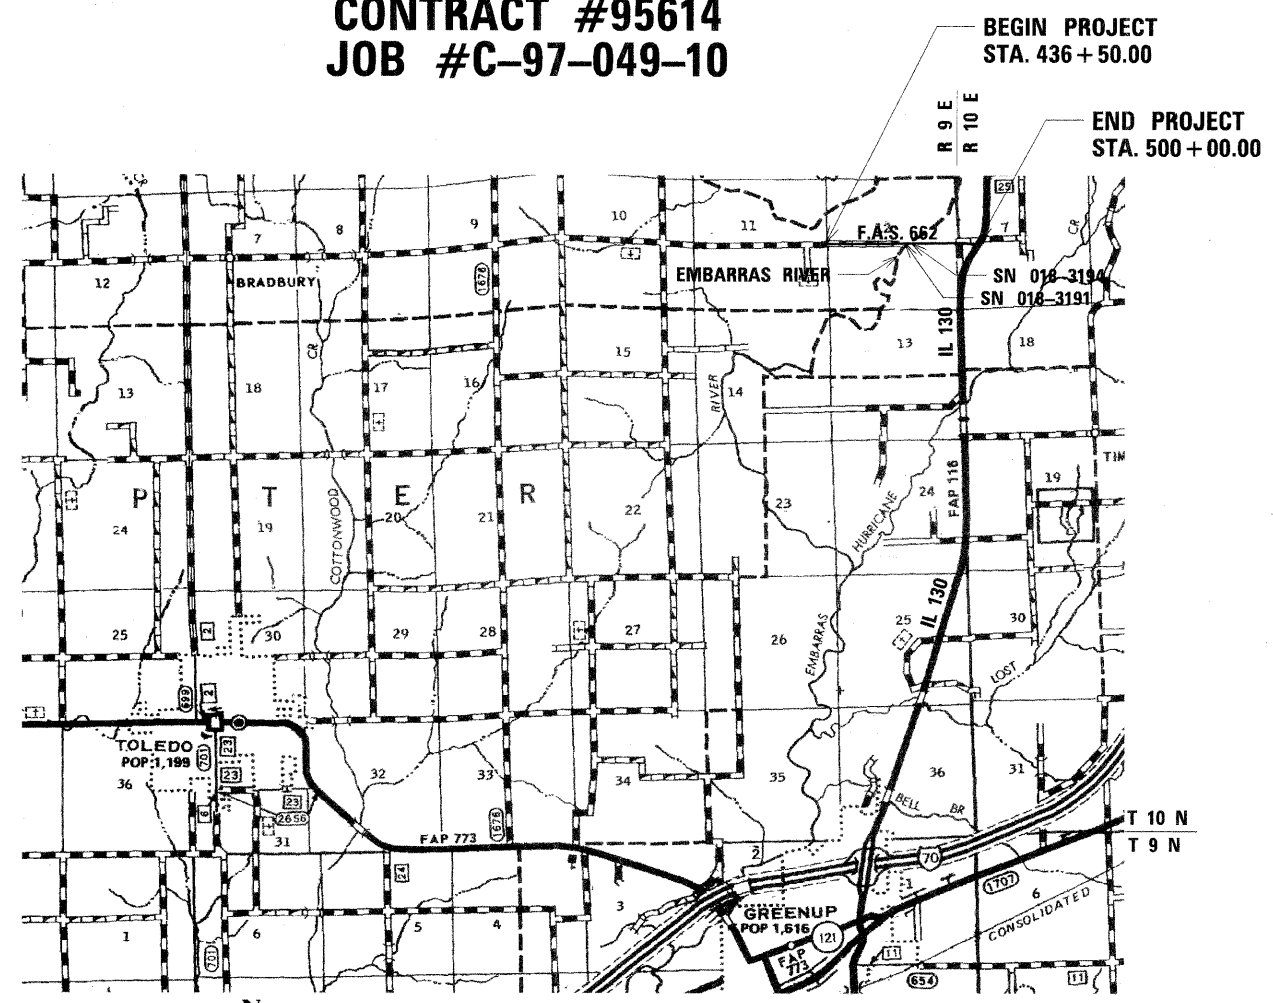 CONTRACT #95614
JOB #C–97–049–10
BEGIN PROJECT
STA. 436 + 50.00
R 9 E
R 10 E
END PROJECT
STA. 500 + 00.00
25
CR
7
8
9
10
11
F.A.S. 662
7
CR
12
BRADBURY
1676
EMBARRAS RIVER
SN 018–3194
SN 018–3191
CR
IL 130
13
18
17
16
15
14
RIVER
13
18
P T E R
24
19
COTTONWOOD
20
21
22
23
HURRICANE
24
FAP 116
19
TIM
25
2
30
29
28
27
26
EMBARRAS
25
IL 130
30
LOST
699
2
TOLEDO
POP. 1,199
701
23
23
36
32
33
34
35
36
31
23
2656
6
31
1676
FAP 773
BELL BR
T 10 N
T 9 N
24
2
70
1
1707
6
CONSOLIDATED
3
GREENUP
POP 1,616
121
FAP
773
1
6
5
4
701
11
654
11